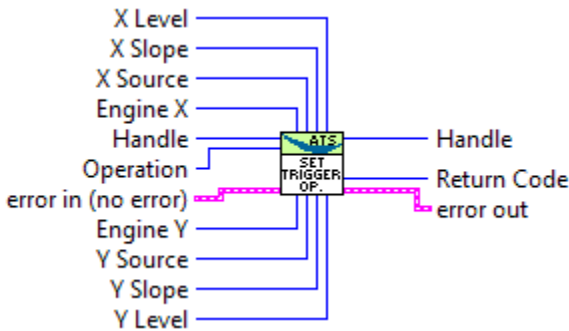 X Level
X Slope
X Source
Engine X
Handle
Operation
error in (no error)
Engine Y
Y Source
Y Slope
Y Level
ATS
SET
TRIGGER
OP.
Handle
Return Code
error out